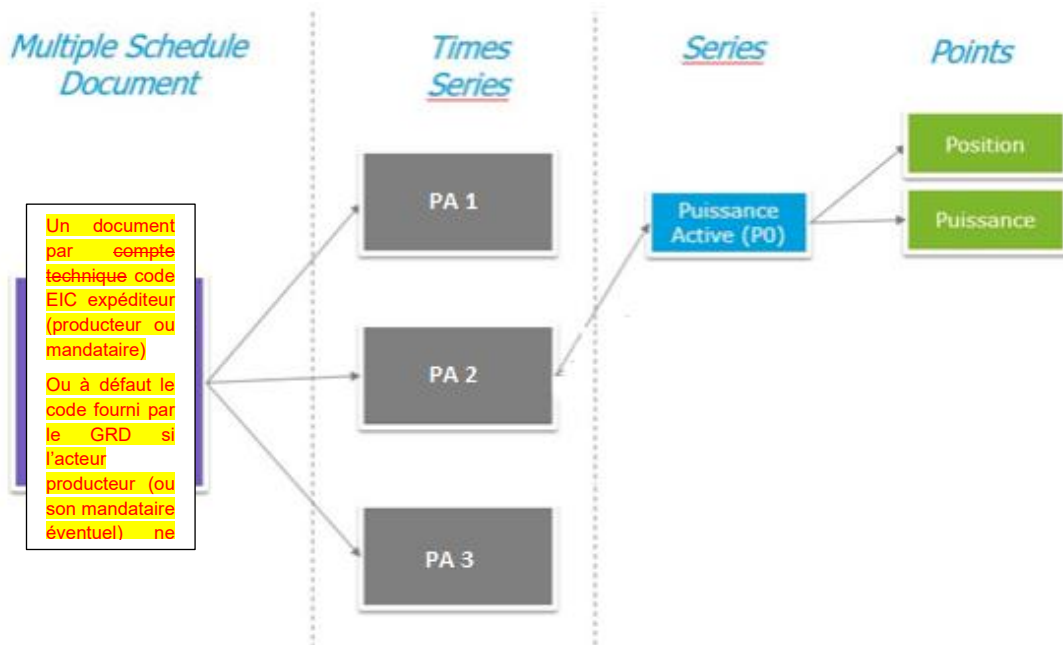 Multiple Schedule
Document
Times
Series
Series
Points
Un document
par compte
technique code
EIC expéditeur
(producteur ou
mandataire)
Ou à défaut le
code fourni par
le GRD si
l'acteur
producteur (ou
son mandataire
éventuel) ne
PA 1
PA 2
PA 3
Puissance
Active (P0)
Position
Puissance